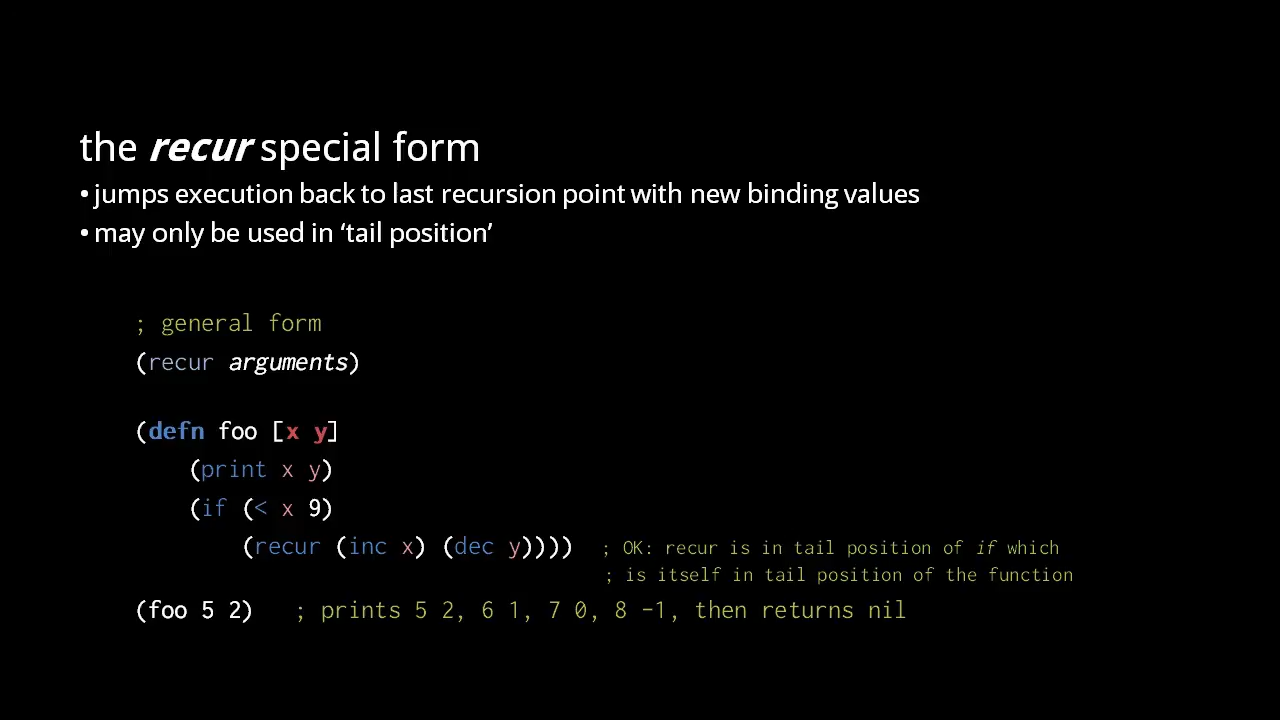 the recur special form
• jumps execution back to last recursion point with new binding values
• may only be used in ‘tail position’
; general form
(recur arguments)
(defn foo [x y]
(print x y)
(if (< x 9)
(recur (inc x) (dec y)))) ; OK: recur is in tail position of if which
; is itself in tail position of the function
(foo 5 2) ; prints 5 2, 6 1, 7 0, 8 -1, then returns nil